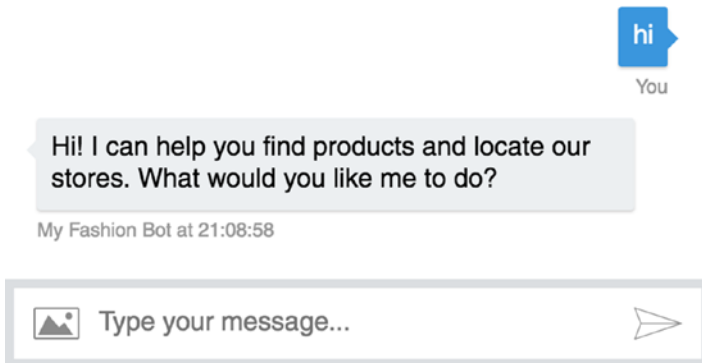 hi
You
Hi! I can help you find products and locate our
stores. What would you like me to do?
My Fashion Bot at 21:08:58
Type your message...